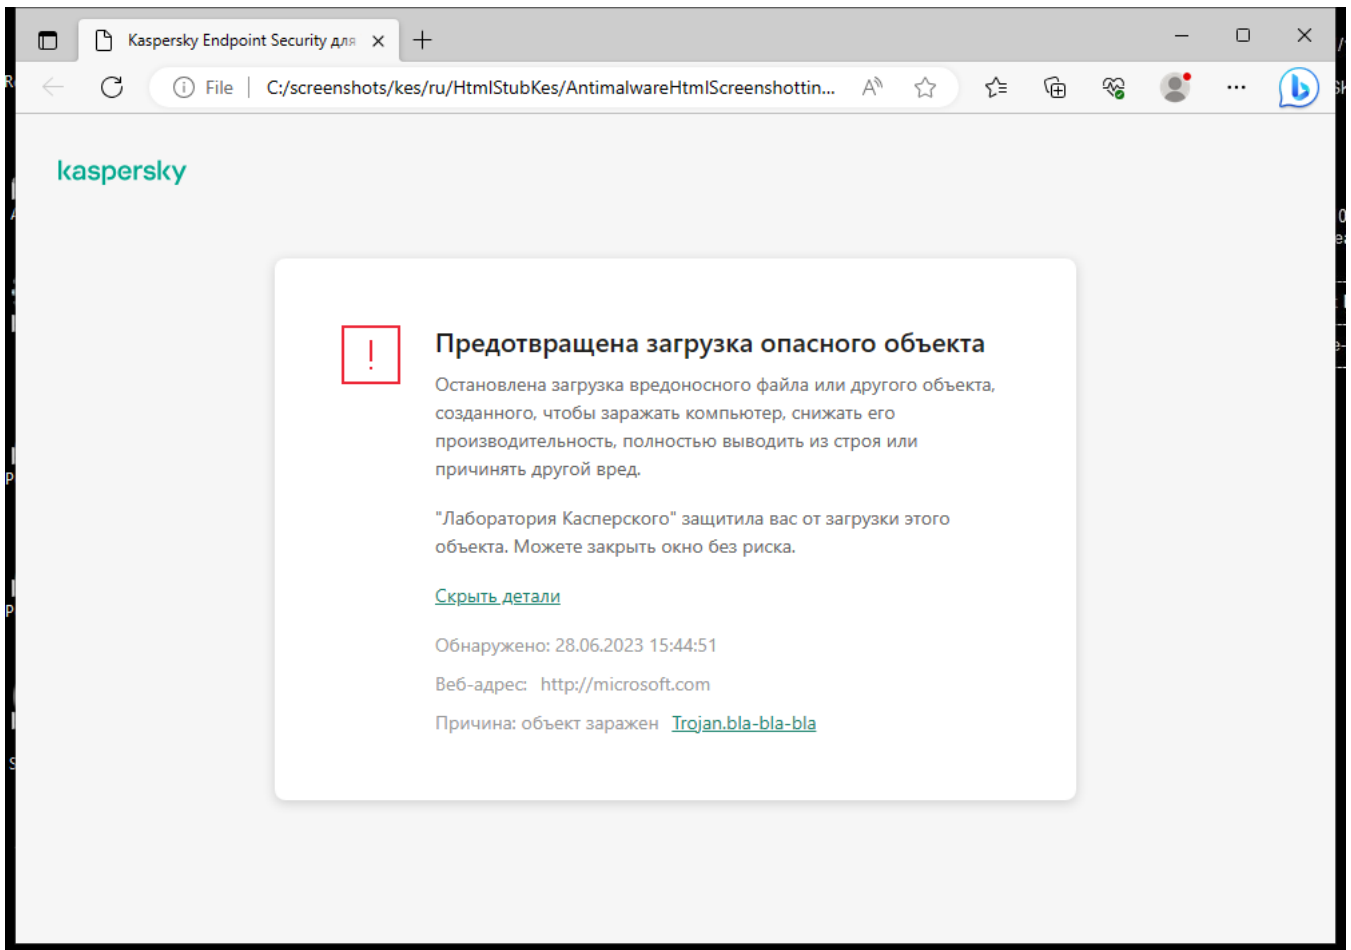 Kaspersky Endpoint Security для
File C:/screenshots/kes/ru/HtmlStubKes/AntimalwareHtmlScreenshottin...
kaspersky
Предотвращена загрузка опасного объекта
Остановлена загрузка вредоносного файла или другого объекта,
созданного, чтобы заражать компьютер, снижать его
производительность, полностью выводить из строя или
причинять другой вред.
"Лаборатория Касперского" защитила вас от загрузки этого
объекта. Можете закрыть окно без риска.
Скрыть детали
Обнаружено: 28.06.2023 15:44:51
Веб-адрес: http://microsoft.com
Причина: объект заражен Trojan.bla-bla-bla